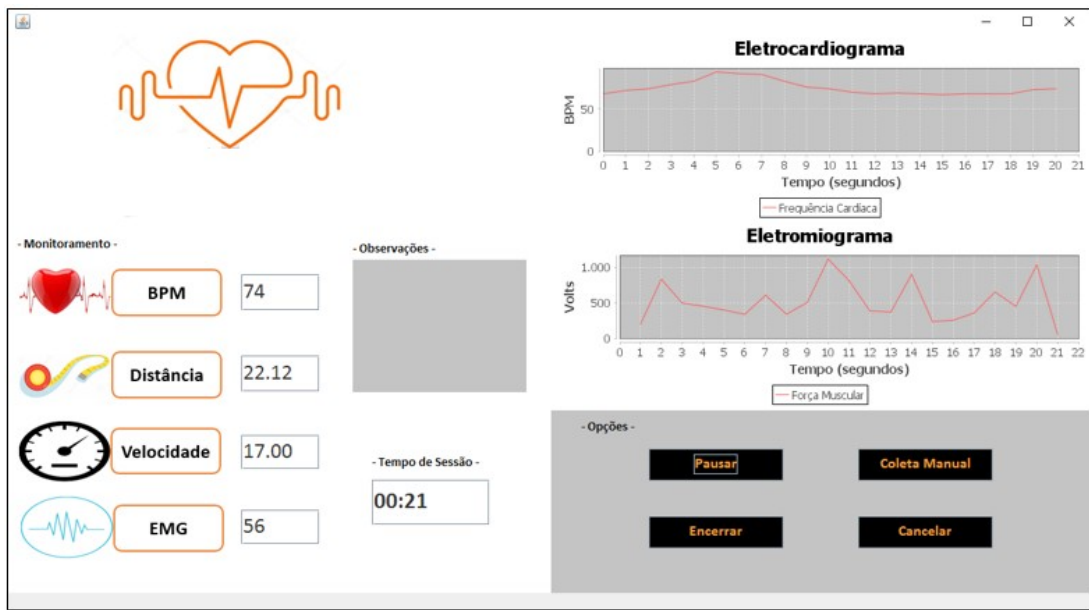 Eletrocardiograma
BPM
50
0
0 1 2 3 4 5 6 7 8 9 10 11 12 13 14 15 16 17 18 19 20 21
Tempo (segundos)
Frequência Cardíaca
- Monitoramento -
BPM
74
Distância
22.12
Velocidade
17.00
EMG
56
- Observações -
- Tempo de Sessão -
00:21
Eletromiograma
Volts
1.000
500
0
0 1 2 3 4 5 6 7 8 9 10 11 12 13 14 15 16 17 18 19 20 21 22
Tempo (segundos)
Força Muscular
- Opções -
Pausar
Coleta Manual
Encerrar
Cancelar